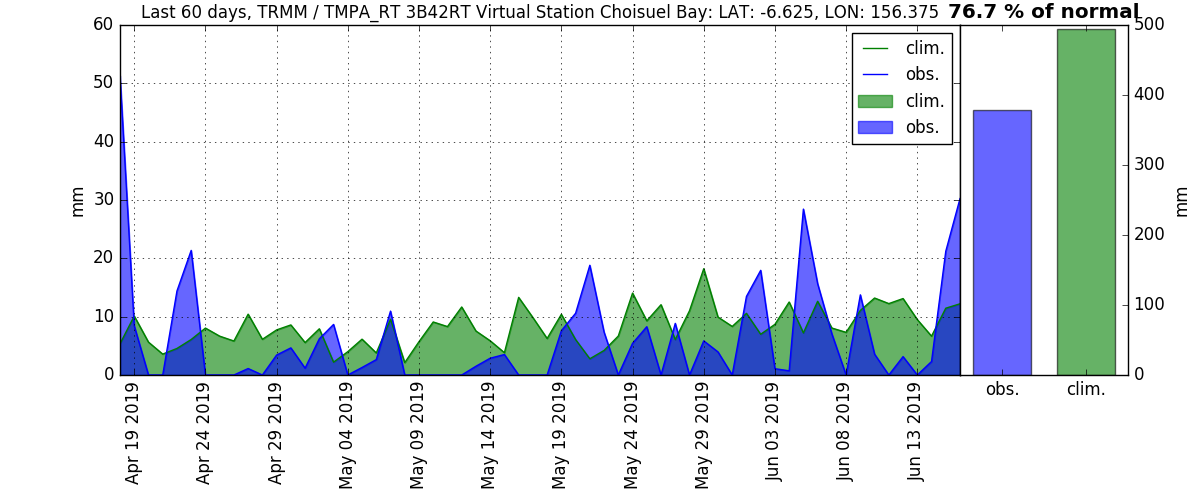 Last 60 days, TRMM / TMPA_RT 3B42RT Virtual Station Choisuel Bay: LAT: -6.625, LON: 156.375 76.7 % of normal
clim.
obs.
clim.
obs.
60
50
40
30
20
10
0
mm
500
400
300
200
100
0
mm
obs. clim.
Apr 19 2019
Apr 24 2019
Apr 29 2019
May 04 2019
May 09 2019
May 14 2019
May 19 2019
May 24 2019
May 29 2019
Jun 03 2019
Jun 08 2019
Jun 13 2019